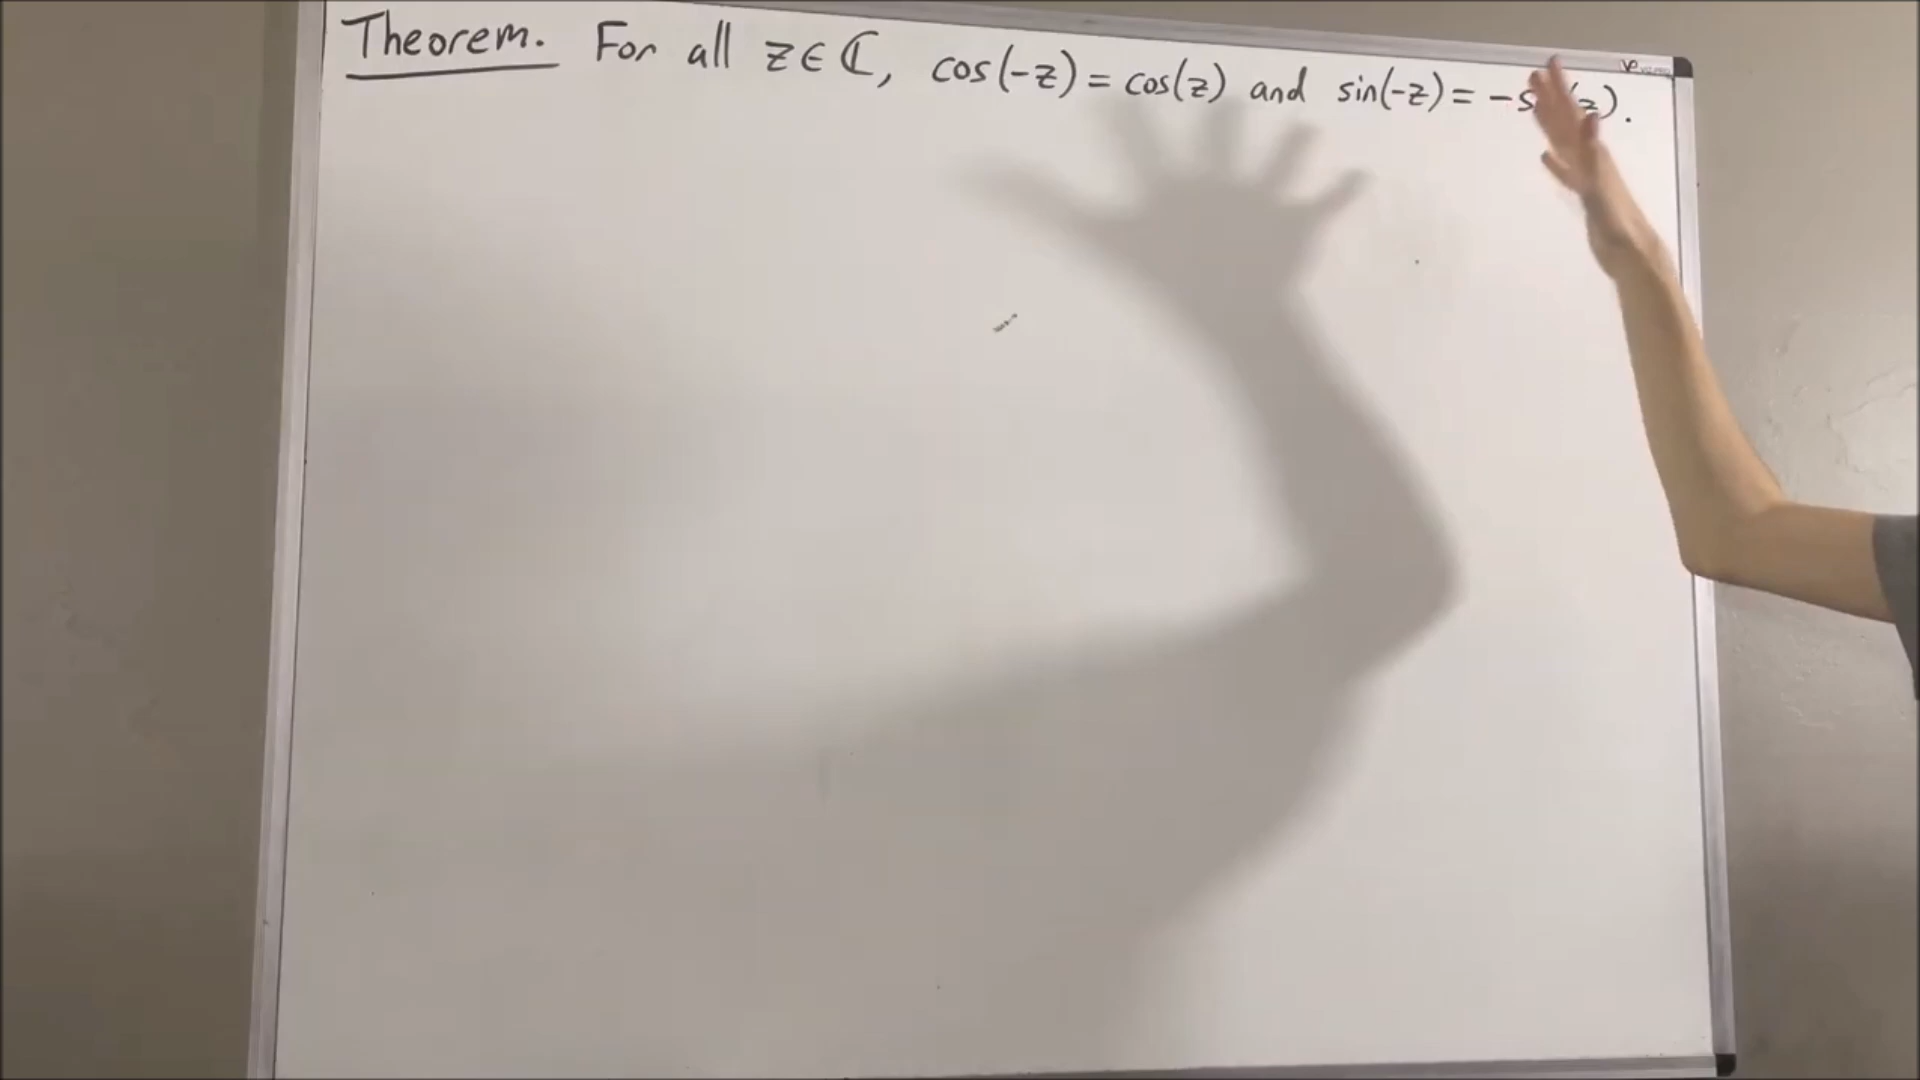 Theorem. For all z ∈ ℂ, cos(-z) = cos(z) and sin(-z) = -s (z).